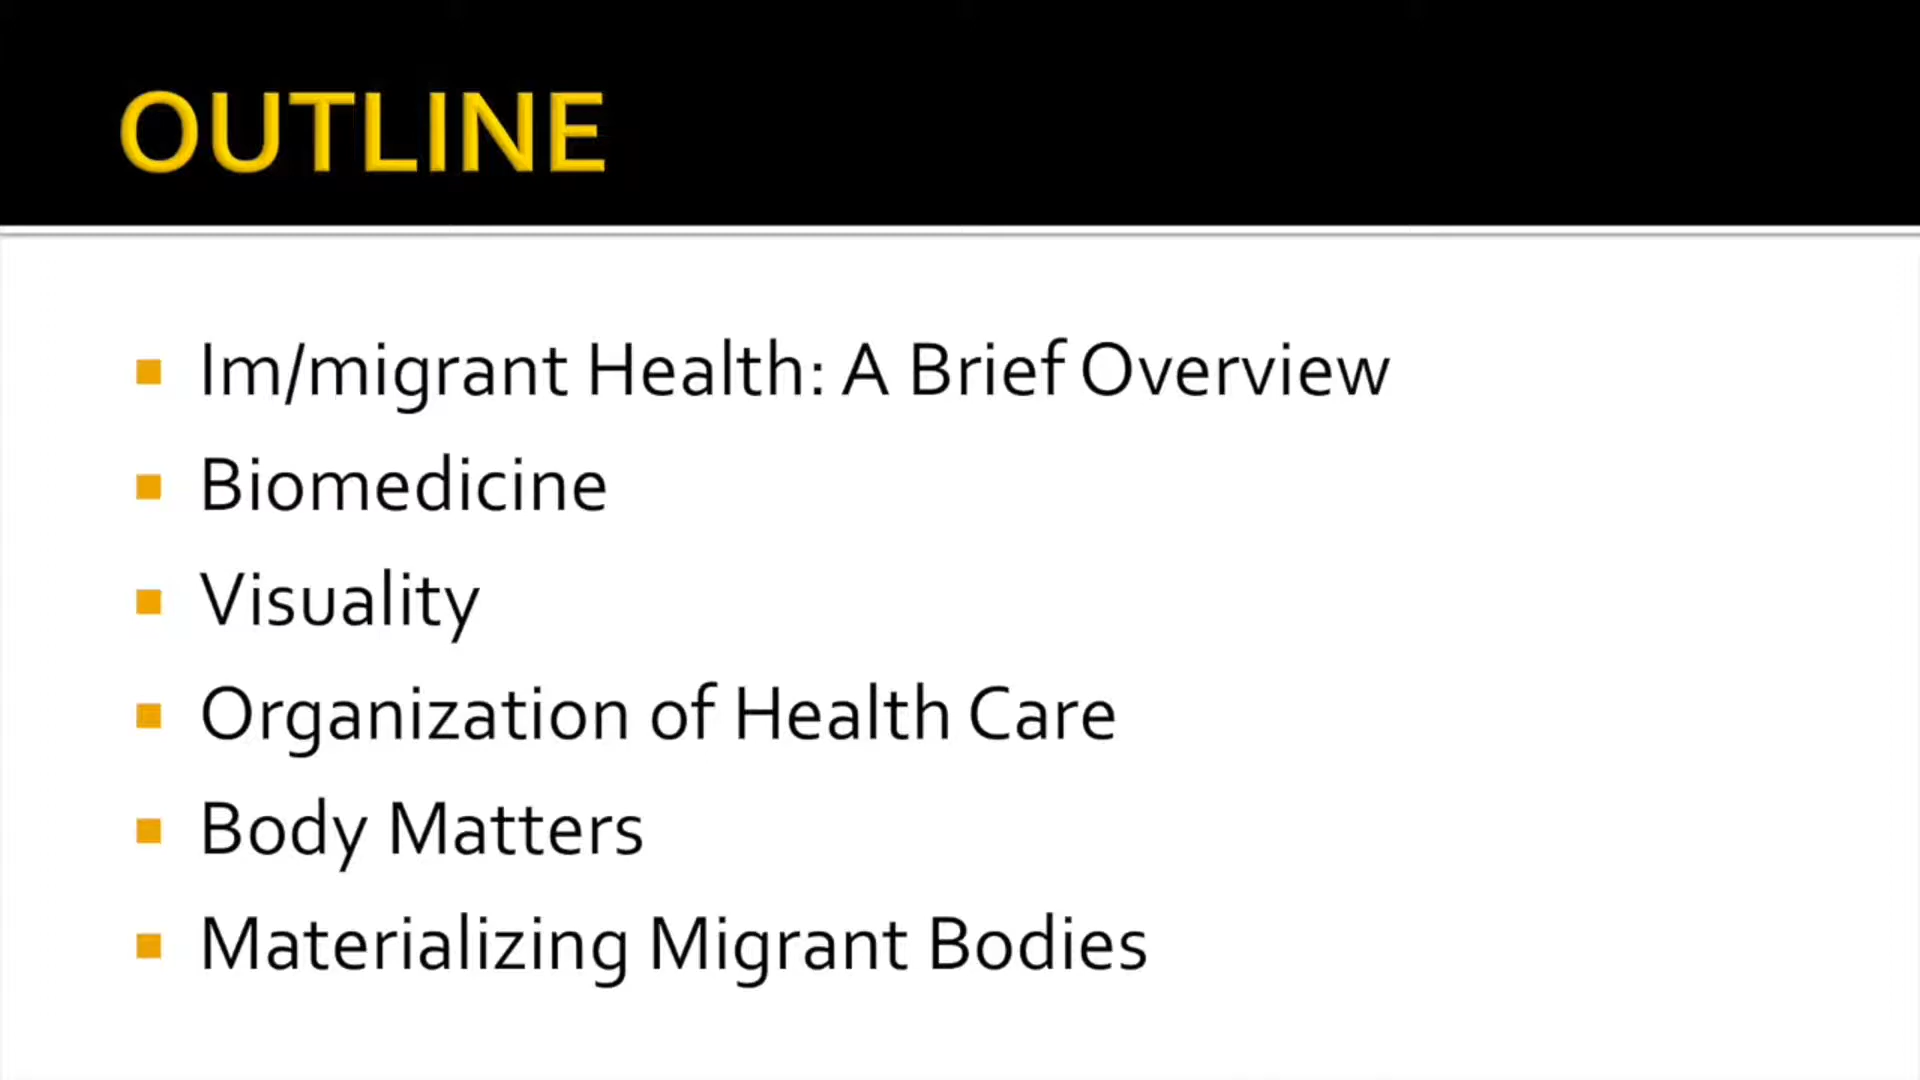 OUTLINE
Im/migrant Health: A Brief Overview
Biomedicine
Visuality
Organization of Health Care
Body Matters
Materializing Migrant Bodies